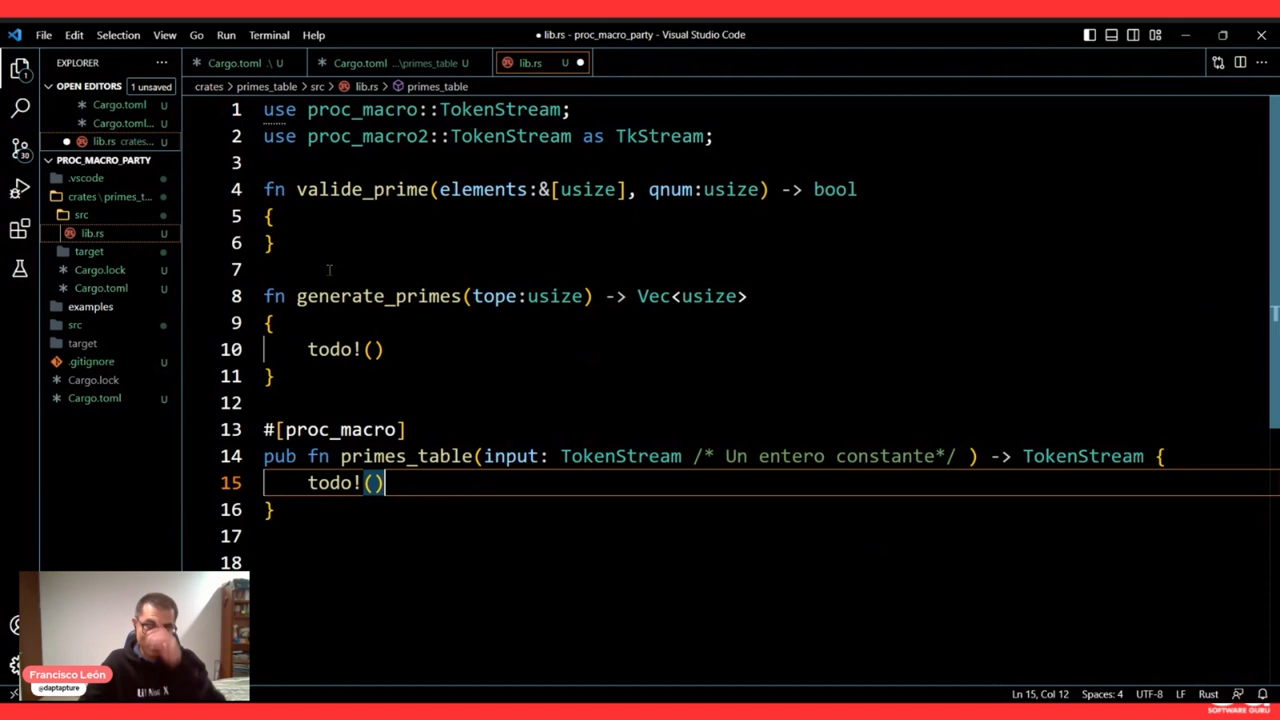 File Edit Selection View Go Run Terminal Help
lib.rs - proc_macro_party - Visual Studio Code
EXPLORER
Cargo.toml .\ U
Cargo.toml ...\primes_table U
lib.rs U
OPEN EDITORS 1 unsaved
Cargo.toml U
Cargo.toml... U
lib.rs crates... U
PROC_MACRO_PARTY
.vscode
crates \ primes_t...
src
lib.rs U
target
Cargo.lock U
Cargo.toml U
examples
src
target
.gitignore U
Cargo.lock
Cargo.toml U
1
30
crates > primes_table > src > lib.rs > primes_table
1 use proc_macro::TokenStream;
2 use proc_macro2::TokenStream as TkStream;
3
4 fn valide_prime(elements:&[usize], qnum:usize) -> bool
5 {
6 }
7
8 fn generate_primes(tope:usize) -> Vec<usize>
9 {
10 todo!()
11 }
12
13 #[proc_macro]
14 pub fn primes_table(input: TokenStream /* Un entero constante*/ ) -> TokenStream {
15 todo!()
16 }
17
18
Francisco León
@daptapture
Ln 15, Col 12 Spaces: 4 UTF-8 LF Rust
SOFTWARE GURU